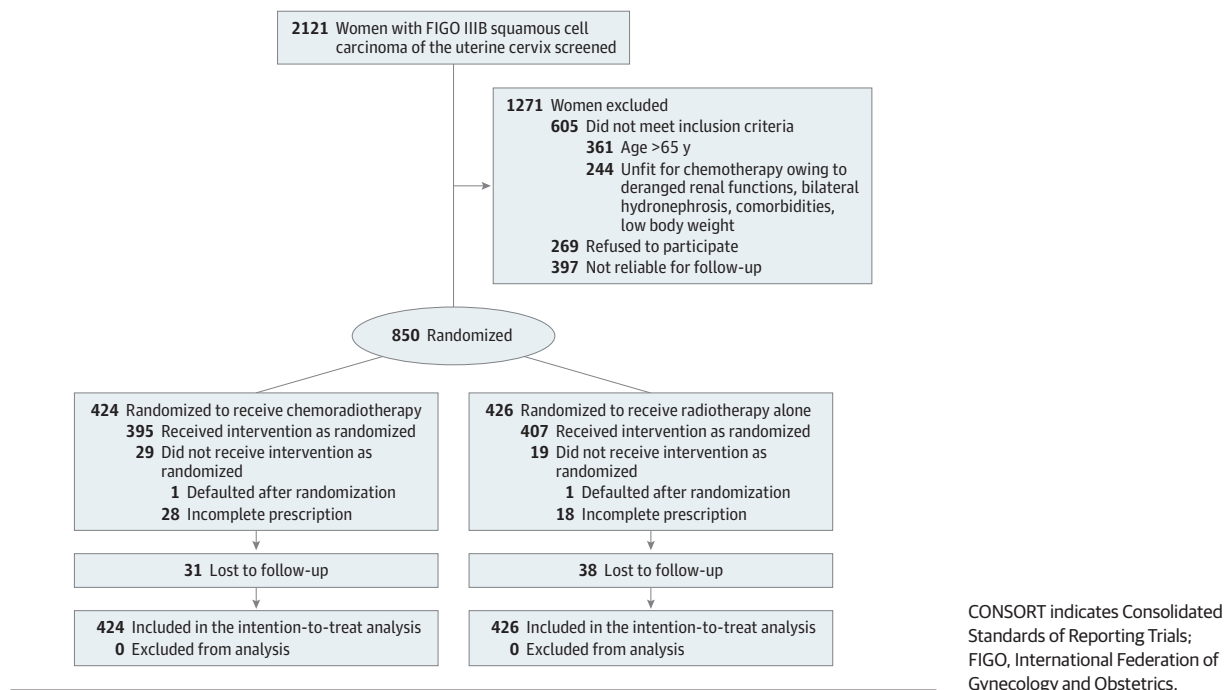 2121 Women with FIGO IIIB squamous cell
carcinoma of the uterine cervix screened
1271 Women excluded
605 Did not meet inclusion criteria
361 Age >65 y
244 Unfit for chemotherapy owing to
deranged renal functions, bilateral
hydronephrosis, comorbidities,
low body weight
269 Refused to participate
397 Not reliable for follow-up
850 Randomized
424 Randomized to receive chemoradiotherapy
395 Received intervention as randomized
29 Did not receive intervention as
randomized
1 Defaulted after randomization
28 Incomplete prescription
426 Randomized to receive radiotherapy alone
407 Received intervention as randomized
19 Did not receive intervention as
randomized
1 Defaulted after randomization
18 Incomplete prescription
31 Lost to follow-up
38 Lost to follow-up
424 Included in the intention-to-treat analysis
0 Excluded from analysis
426 Included in the intention-to-treat analysis
0 Excluded from analysis
CONSORT indicates Consolidated
Standards of Reporting Trials;
FIGO, International Federation of
Gynecology and Obstetrics.